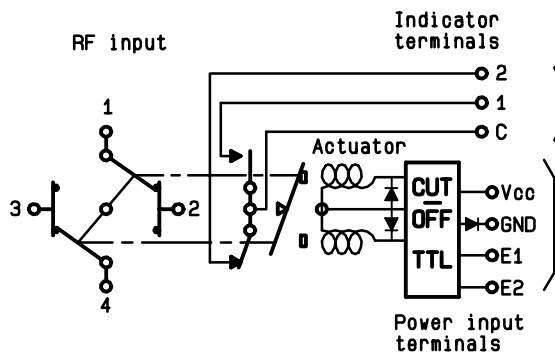 Indicator
terminals
RF input
2
1
C
1
Actuator
3
2
CUT
OFF
TTL
Vcc
GND
E1
E2
4
Power input
terminals